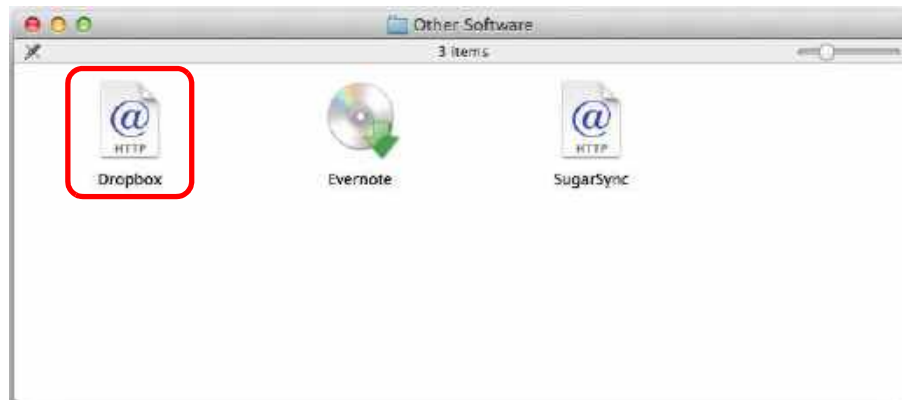 Other Software
3 items
@
HTTP
Dropbox
Evernote
@
HTTP
SugarSync